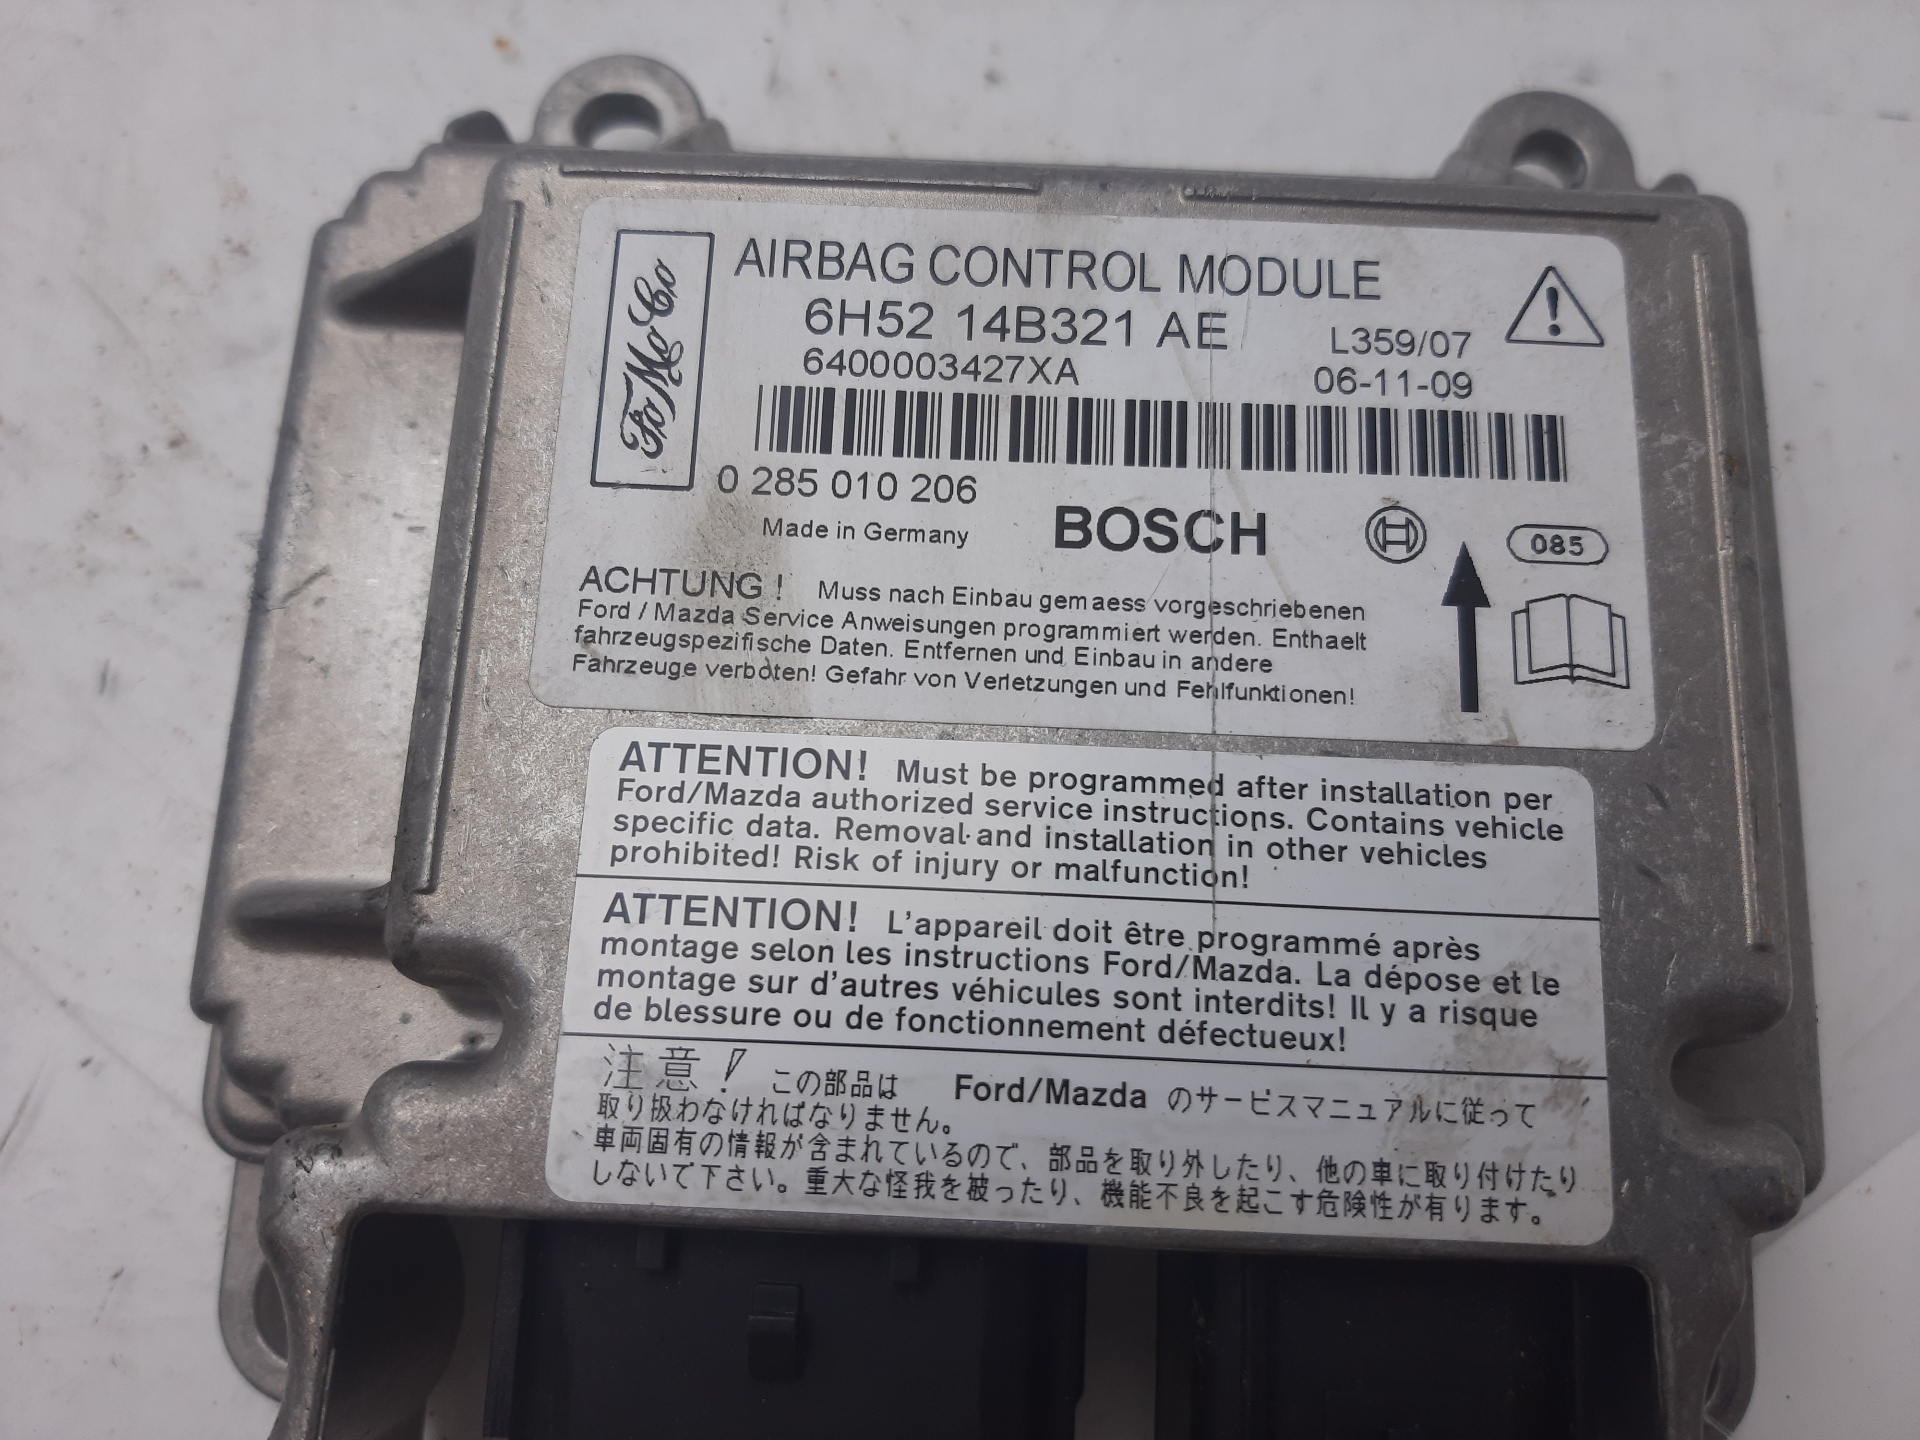 FoMoCo
AIRBAG CONTROL MODULE
6H52 14B321 AE
L359/07
6400003427XA
06-11-09
0 285 010 206
Made in Germany
BOSCH
085
ACHTUNG ! Muss nach Einbau gemaess vorgeschriebenen
Ford / Mazda Service Anweisungen programmiert werden. Enthaelt
fahrzeugspezifische Daten. Entfernen und Einbau in andere
Fahrzeuge verboten! Gefahr von Verletzungen und Fehlfunktionen!
ATTENTION! Must be programmed after installation per
Ford/Mazda authorized service instructions. Contains vehicle
specific data. Removal and installation in other vehicles
prohibited! Risk of injury or malfunction!
ATTENTION! L'appareil doit être programmé après
montage selon les instructions Ford/Mazda. La dépose et le
montage sur d'autres véhicules sont interdits! Il y a risque
de blessure ou de fonctionnement défectueux!
注意! この部品は Ford/Mazda のサービスマニュアルに従って
取り扱わなければなりません。
車両固有の情報が含まれているので、部品を取り外したり、他の車に取り付けたり
しないで下さい。重大な怪我を被ったり、機能不良を起こす危険性が有ります。